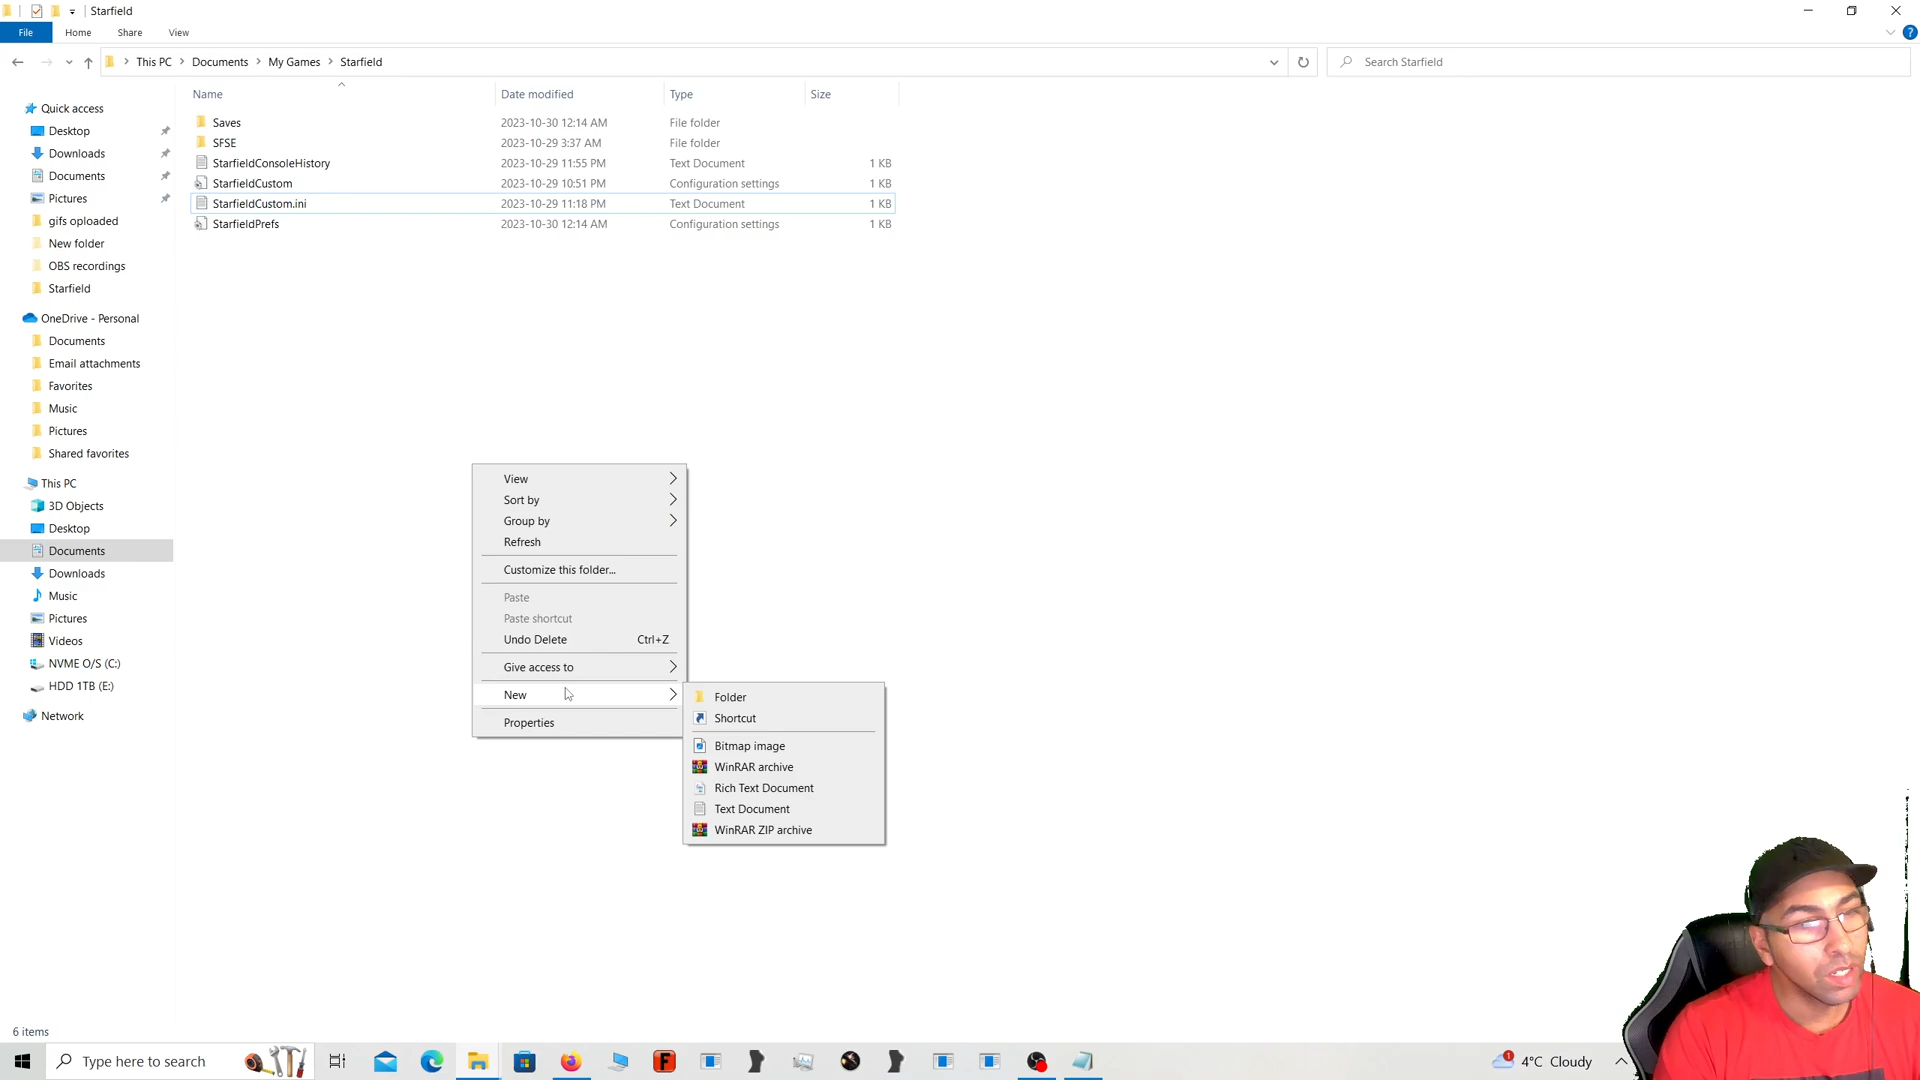 Starfield
File Home Share View
This PC Documents My Games Starfield
Search Starfield
Name Date modified Type Size
Saves 2023-10-30 12:14 AM File folder
SFSE 2023-10-29 3:37 AM File folder
StarfieldConsoleHistory 2023-10-29 11:55 PM Text Document 1 KB
StarfieldCustom 2023-10-29 10:51 PM Configuration settings 1 KB
StarfieldCustom.ini 2023-10-29 11:18 PM Text Document 1 KB
StarfieldPrefs 2023-10-30 12:14 AM Configuration settings 1 KB
Quick access
Desktop
Downloads
Documents
Pictures
gifs oploaded
New folder
OBS recordings
Starfield
OneDrive - Personal
Documents
Email attachments
Favorites
Music
Pictures
Shared favorites
This PC
3D Objects
Desktop
Documents
Downloads
Music
Pictures
Videos
NVME O/S (C:)
HDD 1TB (E:)
Network
View
Sort by
Group by
Refresh
Customize this folder...
Paste
Paste shortcut
Undo Delete Ctrl+Z
Give access to
New
Properties
Folder
Shortcut
Bitmap image
WinRAR archive
Rich Text Document
Text Document
WinRAR ZIP archive
6 items
Type here to search
1
4°C Cloudy